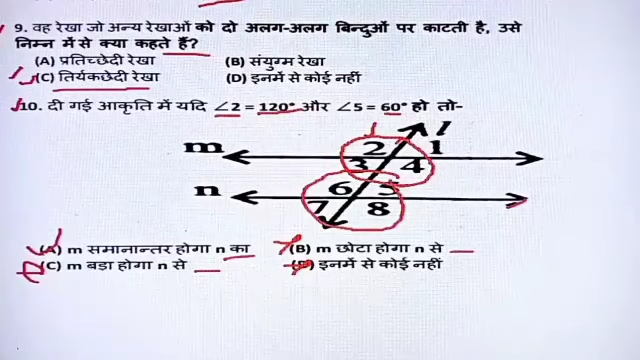 9. वह रेखा जो अन्य रेखाओं को दो अलग-अलग बिन्दुओं पर काटती है, उसे
निम्न में से क्या कहते हैं?
(A) प्रतिच्छेदी रेखा (B) संयुग्म रेखा
(C) तिर्यकछेदी रेखा (D) इनमें से कोई नहीं
10. दी गई आकृति में यदि ∠2 = 120° और ∠5 = 60° हो तो-
l
m 2 1
3 4
n 6 5
7 8
(A) m समानान्तर होगा n का (B) m छोटा होगा n से
(C) m बड़ा होगा n से (D) इनमें से कोई नहीं